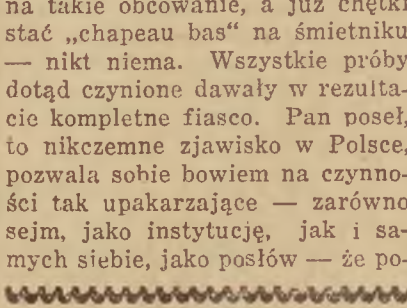 na takie obcowanie, a już chętki
stać „chapeau bas“ na śmietniku
— nikt niema. Wszystkie próby
dotąd czynione dawały w rezulta-
cie kompletne fiasco. Pan poseł,
to nikczemne zjawisko w Polsce,
pozwala sobie bowiem na czynno-
ści tak upakarzające — zarówno
sejm, jako instytucję, jak i sa-
mych siebie, jako posłów — że po-